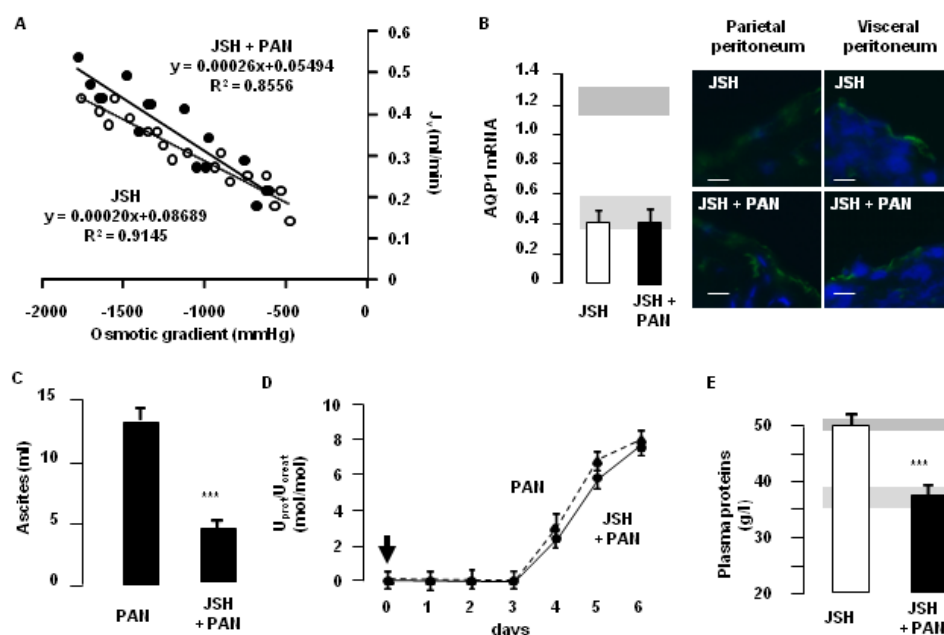 A
JSH + PAN
y = 0.00026x+0.05494
R² = 0.8556
JSH
y = 0.00020x+0.08689
R² = 0.9145
0.6
0.5
0.4
0.3
0.2
0.1
0
Jv (ml/min)
-2000
-1500
-1000
-500
0
Osmotic gradient (mmHg)
B
AQP1 mRNA
1.4
1.2
1.0
0.8
0.6
0.4
0.2
0
JSH
JSH +
PAN
Parietal
peritoneum
Visceral
peritoneum
JSH
JSH
JSH + PAN
JSH + PAN
C
Ascites (ml)
15
10
5
0
***
PAN
JSH
+ PAN
D
Uprot/Ucreat
(mol/mol)
10
8
6
4
2
0
PAN
JSH
+ PAN
0
1
2
3
4
5
6
days
E
Plasma proteins
(g/l)
50
50
40
30
20
***
JSH
JSH
+ PAN